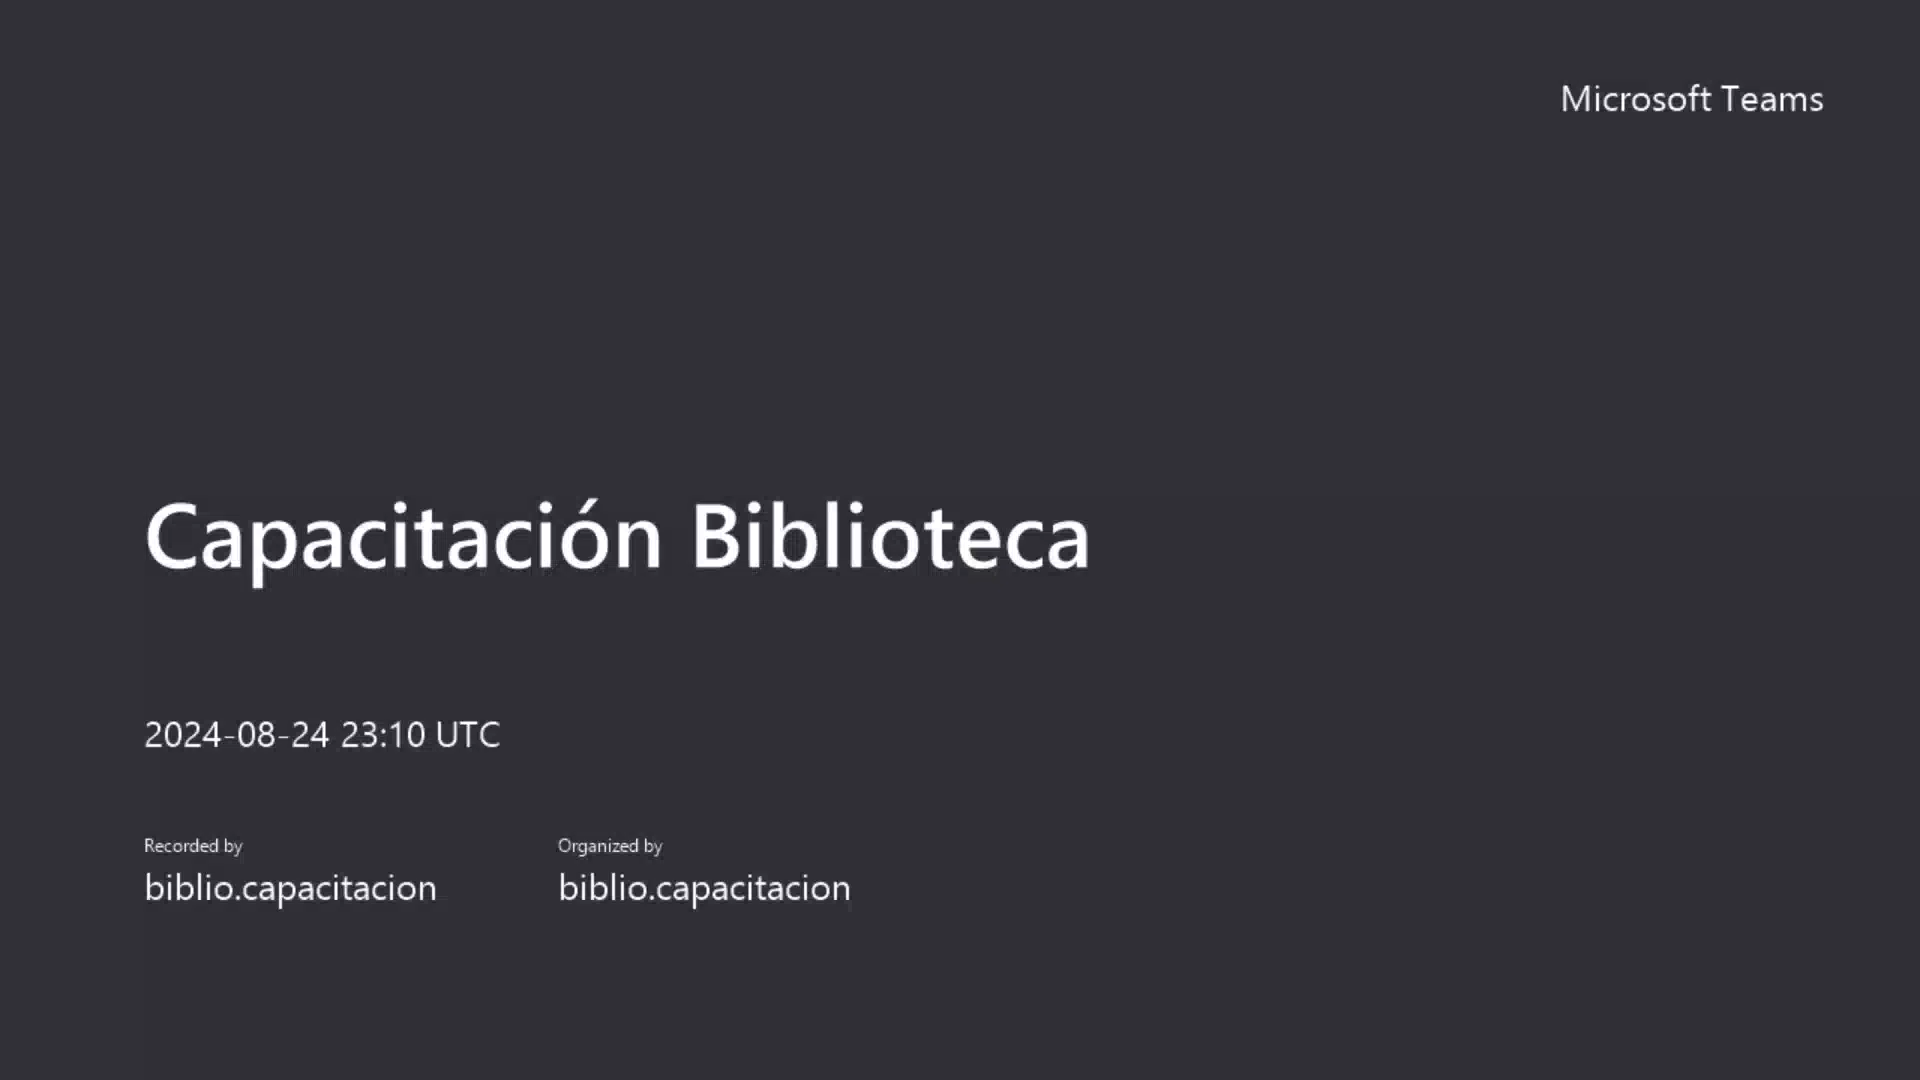 Microsoft Teams
Capacitación Biblioteca
2024-08-24 23:10 UTC
Recorded by
biblio.capacitacion
Organized by
biblio.capacitacion